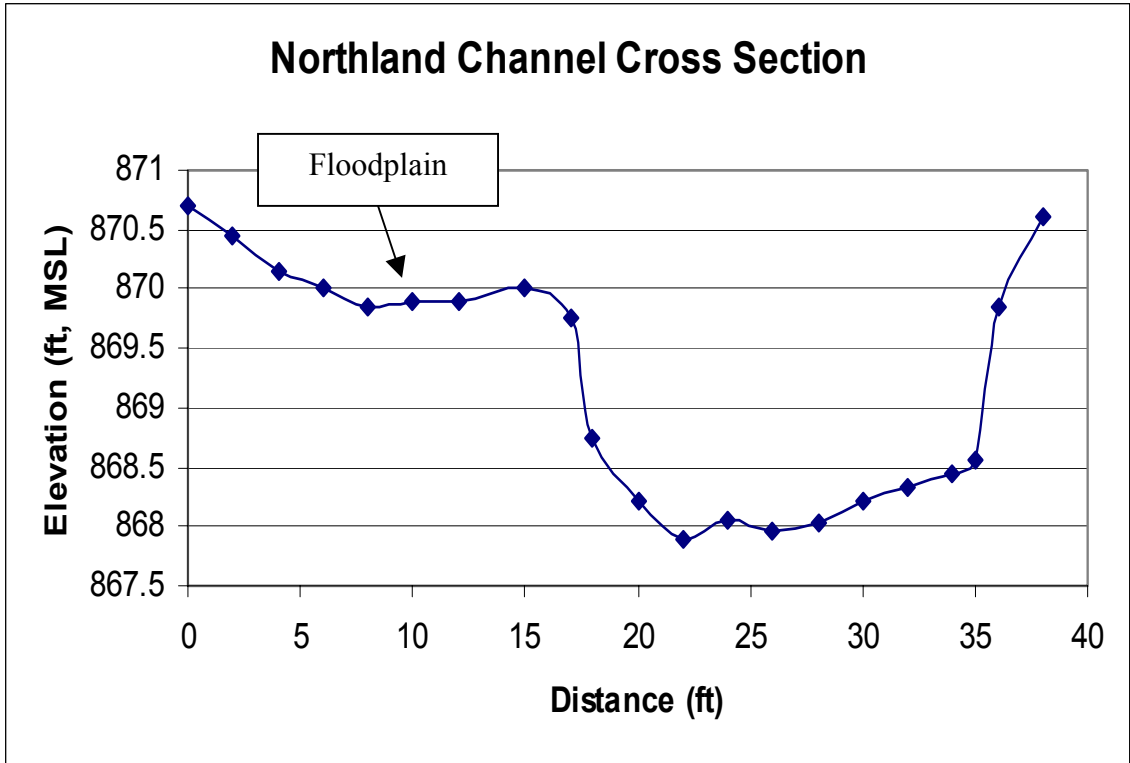 Northland Channel Cross Section
Floodplain
871
870.5
870
869.5
869
868.5
868
867.5
Elevation (ft, MSL)
0 5 10 15 20 25 30 35 40
Distance (ft)